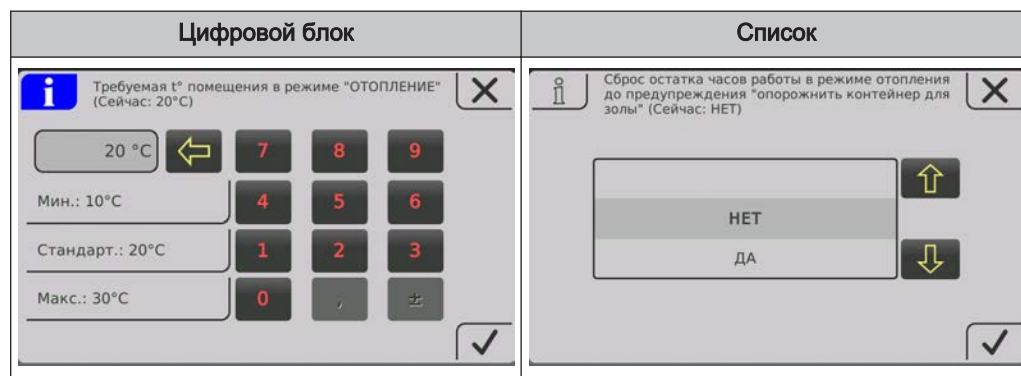 Цифровой блок
Список
i
Требуемая t° помещения в режиме "ОТОПЛЕНИЕ"
(Сейчас: 20°C)
20 °C
7 8 9
Мин.: 10°C
4 5 6
Стандарт.: 20°C
1 2 3
Макс.: 30°C
0 , ±
i
Сброс остатка часов работы в режиме отопления
до предупреждения "опорожнить контейнер для
золы" (Сейчас: НЕТ)
НЕТ
ДА